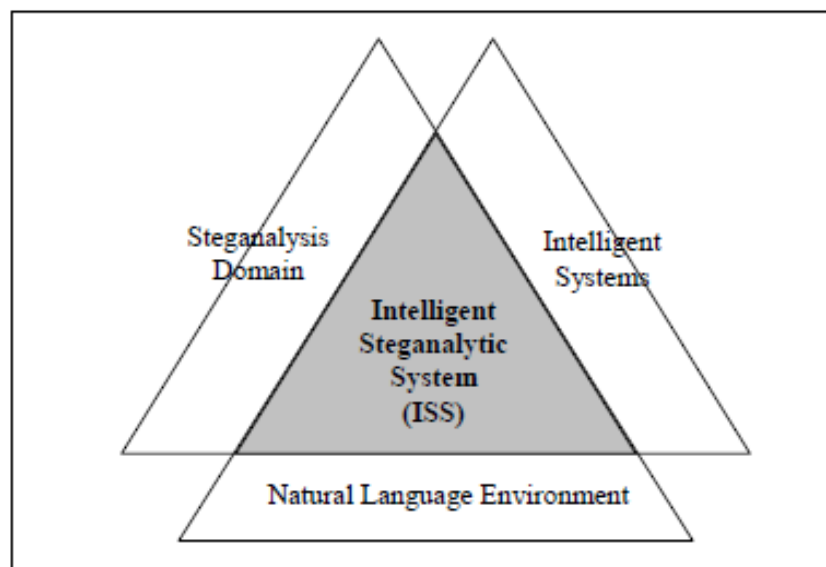 Steganalysis
Domain
Intelligent
Systems
Intelligent
Steganalytic
System
(ISS)
Natural Language Environment